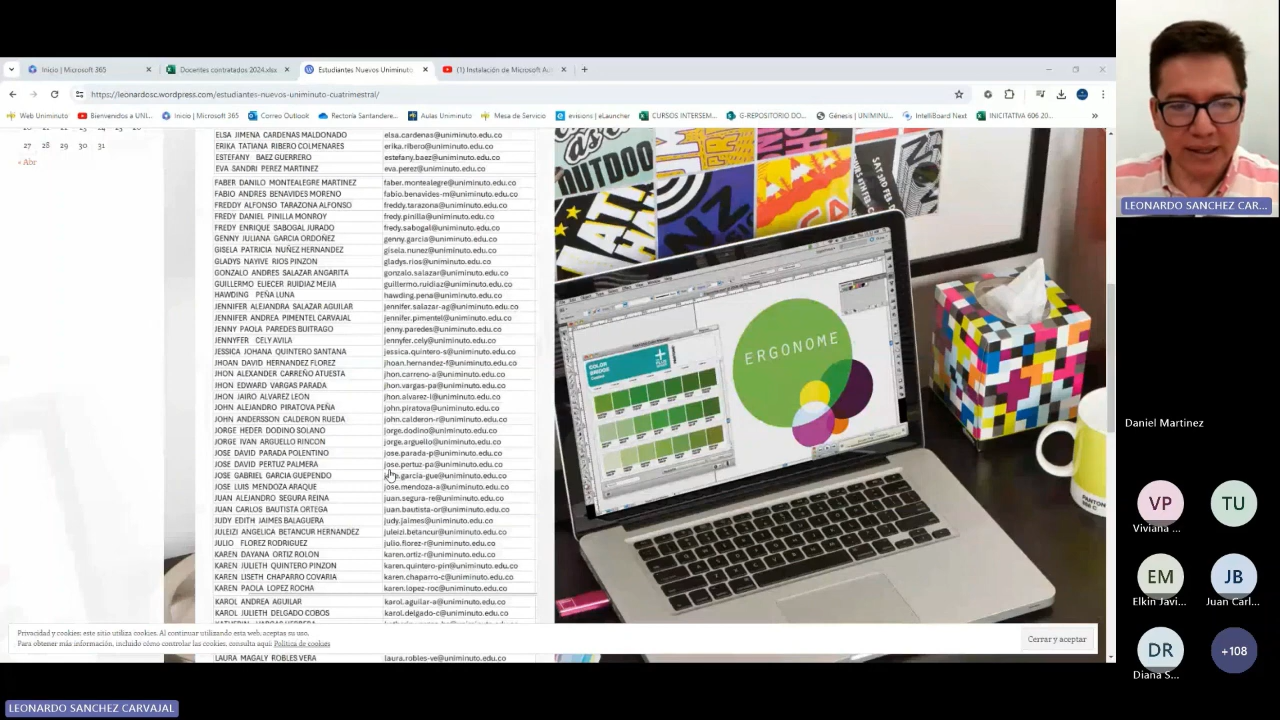 Inicio | Microsoft 365
Docentes contratados 2024.xlsx
Estudiantes Nuevos Uniminuto
(1) Instalación de Microsoft Au
https://leonardosc.wordpress.com/estudiantes-nuevos-uniminuto-cuatrimestral/
Web Uniminuto
Bienvenidos a UNI...
Inicio | Microsoft 365
Correo Outlook
Rectoría Santandere...
Aulas Uniminuto
Mesa de Servicio
evisions | eLauncher
CURSOS INTERSEM...
G-REPOSITORIO DO...
Génesis | UNIMINU...
IntelliBoard Next
INICITATIVA 606 20...
27 28 29 30 31
« Abr
ELSA JIMENA CARDENAS MALDONADO elsa.cardenas@uniminuto.edu.co
ERIKA TATIANA RIBERO COLMENARES erika.ribero@uniminuto.edu.co
ESTEFANY BAEZ GUERRERO estefany.baez@uniminuto.edu.co
EVA SANDRI PEREZ MARTINEZ eva.perez@uniminuto.edu.co
FABER DANILO MONTEALEGRE MARTINEZ faber.montealegre@uniminuto.edu.co
FABIO ANDRES BENAVIDES MORENO fabio.benavides-m@uniminuto.edu.co
FREDDY ALFONSO TARAZONA ALFONSO freddy.tarazona@uniminuto.edu.co
FREDY DANIEL PINILLA MONROY fredy.pinilla@uniminuto.edu.co
FREDY ENRIQUE SABOGAL JURADO fredy.sabogal@uniminuto.edu.co
GENNY JULIANA GARCIA ORDOÑEZ genny.garcia@uniminuto.edu.co
GISELA PATRICIA NUÑEZ HERNANDEZ gisela.nunez@uniminuto.edu.co
GLADYS NAYIVE RIOS PINZON gladys.rios@uniminuto.edu.co
GONZALO ANDRES SALAZAR ANGARITA gonzalo.salazar@uniminuto.edu.co
GUILLERMO ELIECER RUIDIAZ MEJIA guillermo.ruidiaz@uniminuto.edu.co
HAWDING PEÑA LUNA hawding.pena@uniminuto.edu.co
JENNIFER ALEJANDRA SALAZAR AGUILAR jennifer.salazar-ag@uniminuto.edu.co
JENNIFER ANDREA PIMENTEL CARVAJAL jennifer.pimentel@uniminuto.edu.co
JENNY PAOLA PAREDES BUITRAGO jenny.paredes@uniminuto.edu.co
JENNYFER CELY AVILA jennyfer.cely@uniminuto.edu.co
JESSICA JOHANA QUINTERO SANTANA jessica.quintero-s@uniminuto.edu.co
JHOAN DAVID HERNANDEZ FLOREZ jhoan.hernandez-f@uniminuto.edu.co
JHON ALEXANDER CARREÑO ATUESTA jhon.carreno-a@uniminuto.edu.co
JHON EDWARD VARGAS PARADA jhon.vargas-pa@uniminuto.edu.co
JHON JAIRO ALVAREZ LEON jhon.alvarez-l@uniminuto.edu.co
JOHN ALEJANDRO PIRATOVA PEÑA john.piratova@uniminuto.edu.co
JOHN ANDERSSON CALDERON RUEDA john.calderon-r@uniminuto.edu.co
JORGE HEDER DODINO SOLANO jorge.dodino@uniminuto.edu.co
JORGE IVAN ARGUELLO RINCON jorge.arguello@uniminuto.edu.co
JOSE DAVID PARADA POLENTINO jose.parada-p@uniminuto.edu.co
JOSE DAVID PERTUZ PALMERA jose.pertuz-pa@uniminuto.edu.co
JOSE GABRIEL GARCIA GUEPENDO jose.garcia-gue@uniminuto.edu.co
JOSE LUIS MENDOZA ARAQUE jose.mendoza-a@uniminuto.edu.co
JUAN ALEJANDRO SEGURA REINA juan.segura-re@uniminuto.edu.co
JUAN CARLOS BAUTISTA ORTEGA juan.bautista-or@uniminuto.edu.co
JUDY EDITH JAIMES BALAGUERA judy.jaimes@uniminuto.edu.co
JULEIZI ANGELICA BETANCUR HERNANDEZ juleizi.betancur@uniminuto.edu.co
JULIO FLOREZ RODRIGUEZ julio.florez-r@uniminuto.edu.co
KAREN DAYANA ORTIZ ROLON karen.ortiz-r@uniminuto.edu.co
KAREN JULIETH QUINTERO PINZON karen.quintero-pin@uniminuto.edu.co
KAREN LISETH CHAPARRO COVARIA karen.chaparro-c@uniminuto.edu.co
KAREN PAOLA LOPEZ ROCHA karen.lopez-roc@uniminuto.edu.co
KAROL ANDREA AGUILAR karol.aguilar-a@uniminuto.edu.co
KAROL JULIETH DELGADO COBOS karol.delgado-c@uniminuto.edu.co
Privacidad y cookies: este sitio utiliza cookies. Al continuar utilizando esta web, aceptas su uso.
Para obtener más información, incluido cómo controlar las cookies, consulta aquí: Política de cookies
Cerrar y aceptar
LAURA MAGALY ROBLES VERA laura.robles-ve@uniminuto.edu.co
OUTDOO
COLOR BRIDGE
ERGONOME
LEONARDO SANCHEZ CAR...
Daniel Martinez
VP
Viviana ...
TU
EM
Elkin Javi...
JB
Juan Carl...
DR
Diana S...
+108
LEONARDO SANCHEZ CARVAJAL